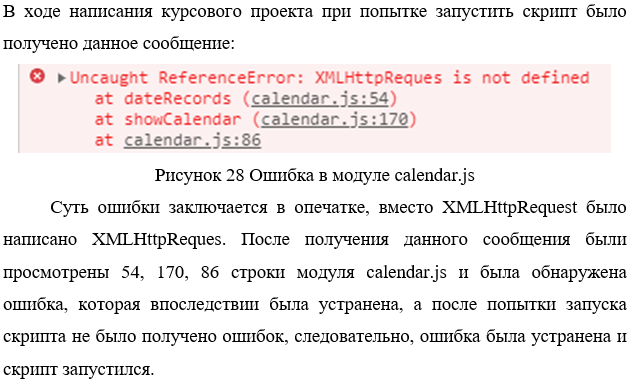 В ходе написания курсового проекта при попытке запустить скрипт было
получено данное сообщение:
Uncaught ReferenceError: XMLHttpReques is not defined
at dateRecords (calendar.js:54)
at showCalendar (calendar.js:170)
at calendar.js:86
Рисунок 28 Ошибка в модуле calendar.js
Суть ошибки заключается в опечатке, вместо XMLHttpRequest было
написано XMLHttpReques. После получения данного сообщения были
просмотрены 54, 170, 86 строки модуля calendar.js и была обнаружена
ошибка, которая впоследствии была устранена, а после попытки запуска
скрипта не было получено ошибок, следовательно, ошибка была устранена и
скрипт запустился.